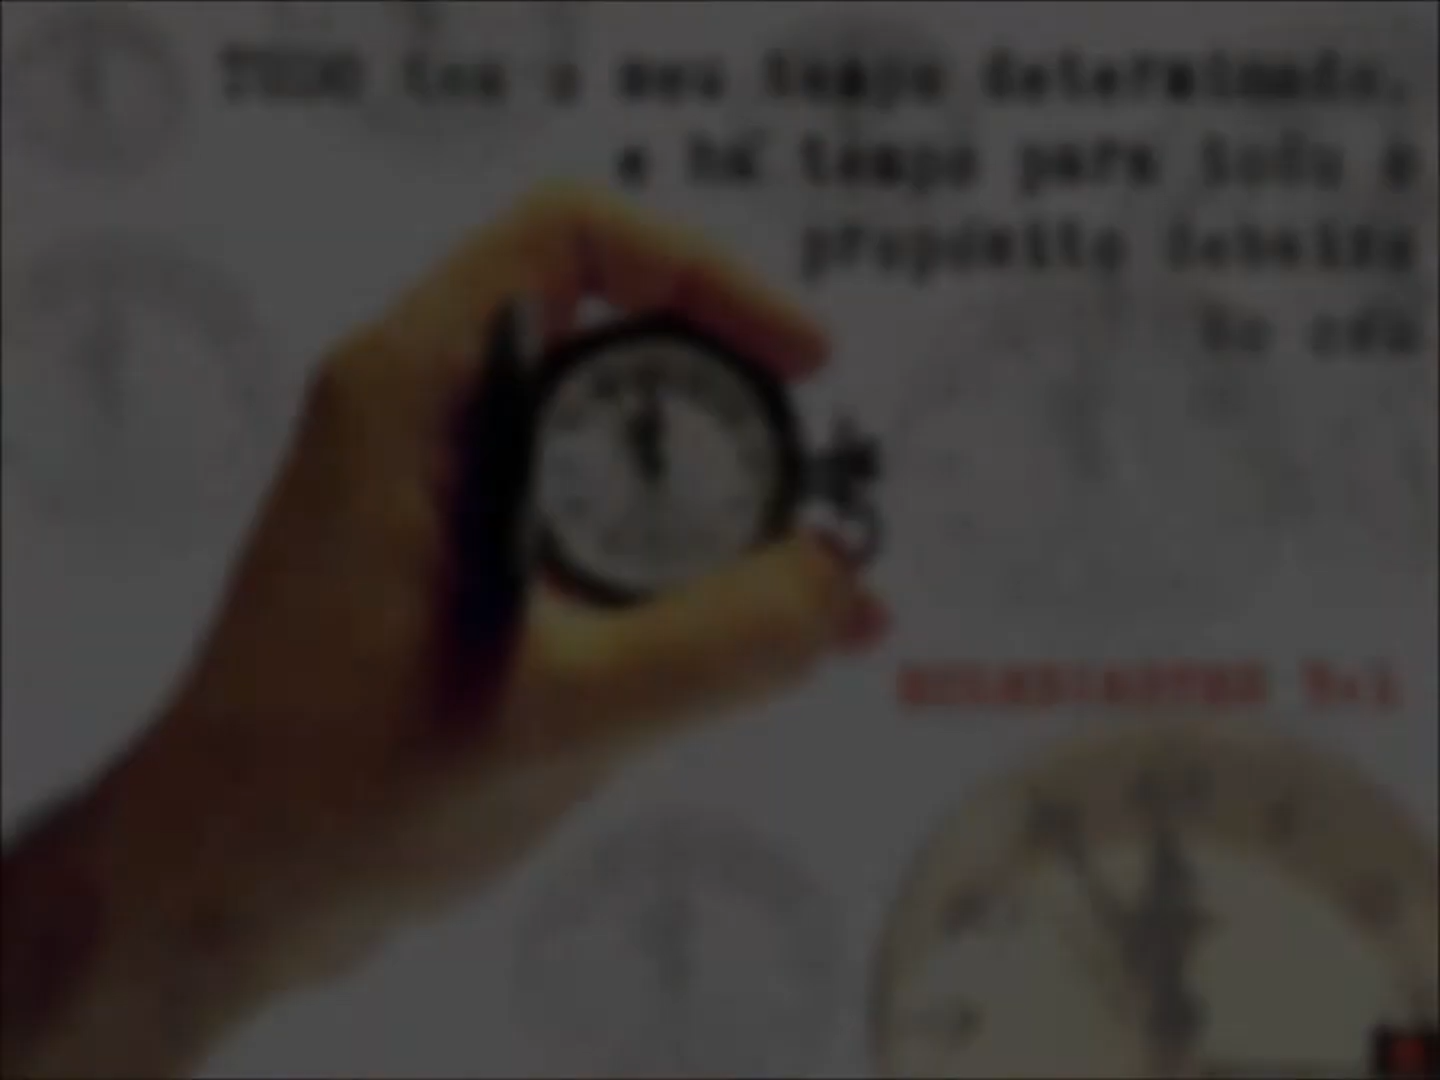 TUDO tem o seu tempo determinado,
e há tempo para todo o
propósito debaixo
do céu
ECLESIASTES 3:1